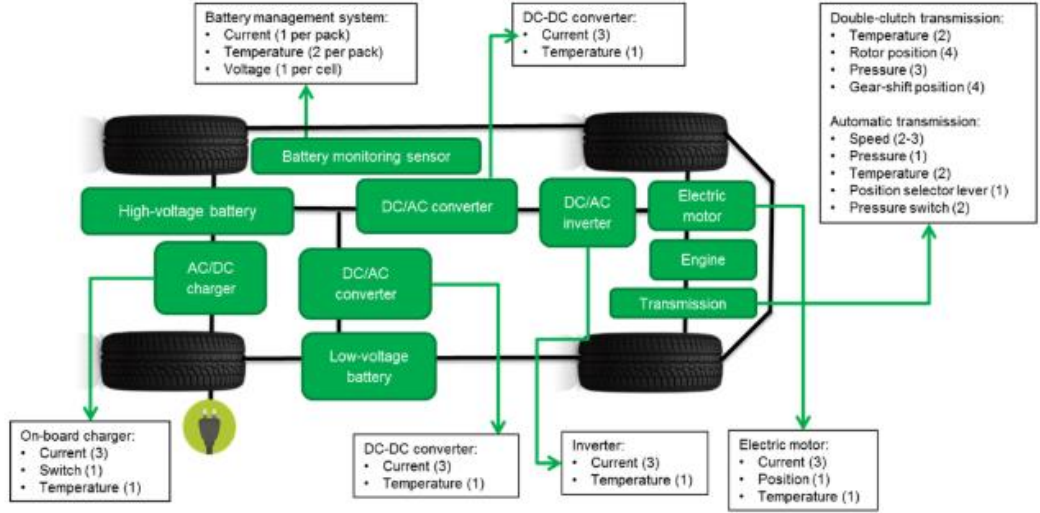 Battery management system:
• Current (1 per pack)
• Temperature (2 per pack)
• Voltage (1 per cell)
DC-DC converter:
• Current (3)
• Temperature (1)
Double-clutch transmission:
• Temperature (2)
• Rotor position (4)
• Pressure (3)
• Gear-shift position (4)
Automatic transmission:
• Speed (2-3)
• Pressure (1)
• Temperature (2)
• Position selector lever (1)
• Pressure switch (2)
Battery monitoring sensor
High-voltage battery
DC/AC converter
DC/AC
inverter
Electric
motor
AC/DC
charger
DC/AC
converter
Engine
Transmission
Low-voltage
battery
On-board charger:
• Current (3)
• Switch (1)
• Temperature (1)
DC-DC converter:
• Current (3)
• Temperature (1)
Inverter:
• Current (3)
• Temperature (1)
Electric motor:
• Current (3)
• Position (1)
• Temperature (1)